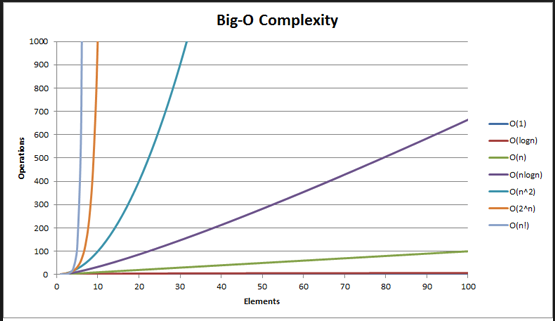 Big-O Complexity
Operations
1000
900
800
700
600
500
400
300
200
100
0
0 10 20 30 40 50 60 70 80 90 100
Elements
O(1)
O(logn)
O(n)
O(nlogn)
O(n^2)
O(2^n)
O(n!)